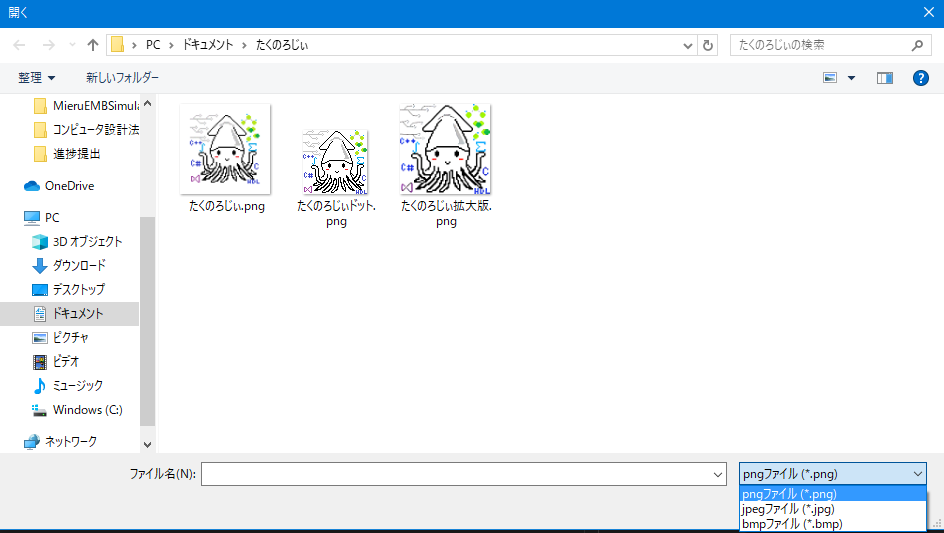 開く
PC › ドキュメント › たくのろじぃ
たくのろじぃの検索
整理
新しいフォルダー
MieruEMBSimula
コンピュータ設計法
進捗提出
OneDrive
PC
3D オブジェクト
ダウンロード
デスクトップ
ドキュメント
ピクチャ
ビデオ
ミュージック
Windows (C:)
ネットワーク
C++
C#
C
HDL
たくのろじぃ.png
C++
C#
C
HDL
たくのろじぃドット.
png
C++
C#
C
HDL
たくのろじぃ拡大版.
png
ファイル名(N):
pngファイル (*.png)
pngファイル (*.png)
jpegファイル (*.jpg)
bmpファイル (*.bmp)